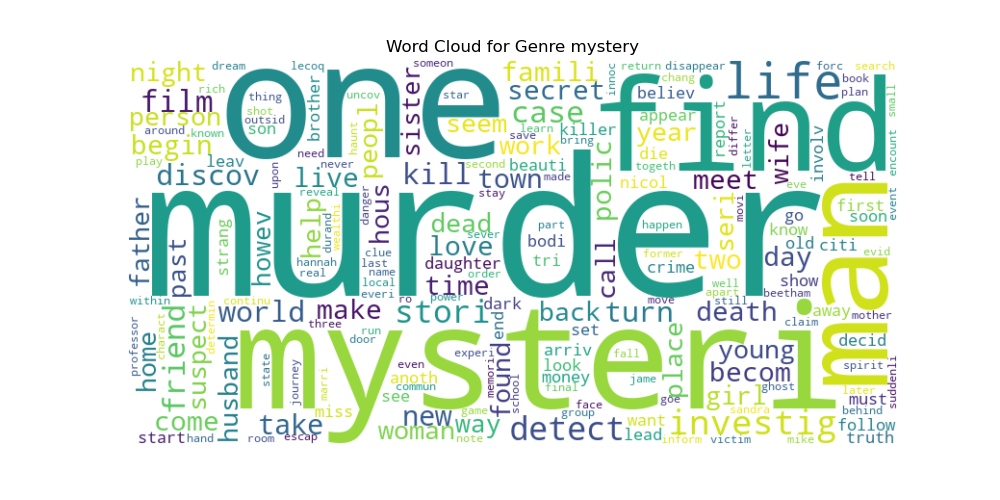 Word Cloud for Genre mystery
dream lecoq someon return disappear forc search
night one famili innoc chang book
rich thing brother sister star secret believ life plan small
film uncov shot find
person outsid haunt peopl seem save case appear report differ
around known son learn killer year letter wife involv encount
begin need work bring die
play leav never second beauti polic togeth eve tell
discov upon live kill town made nicol meet movi man event
reveal stay first
father past strang howev help danger wealthi hous murder dead part happen go soon
durand clue love sever bodi call former two seri know
hannah last daughter tri crime day old citi evid
real name time order well show
local apart
within continu everi ro power dark move still beetham away mother
world make stori end back turn death claim
professor charact determin three set decid
home friend suspect husband run door mysteri found experi arriv place young spirit
state even memori look fall becom ghost suddenli
journey marri anoth commun school money jame later
come miss see new game final goe girl must
take woman way face group want sandra investig behind
start hand room escap note detect lead inform victim mike follow
truth